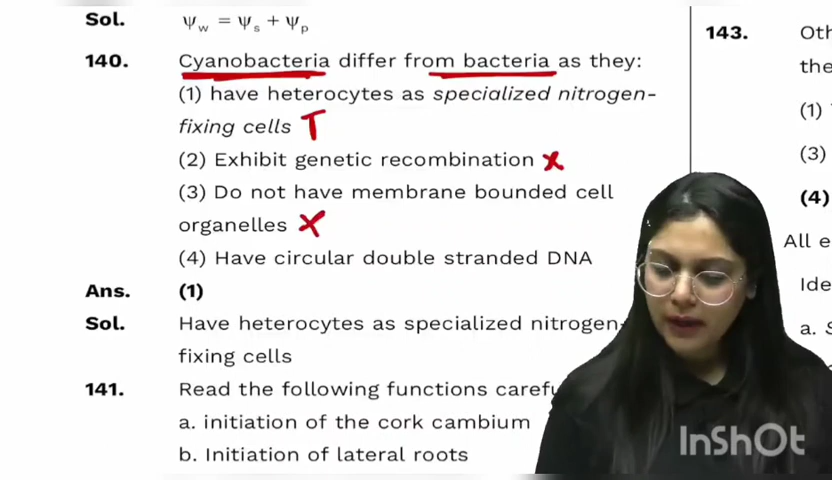 Sol. Ψw = Ψs + Ψp
140. Cyanobacteria differ from bacteria as they:
(1) have heterocytes as specialized nitrogen-
fixing cells T
(2) Exhibit genetic recombination x
(3) Do not have membrane bounded cell
organelles x
(4) Have circular double stranded DNA
Ans. (1)
Sol. Have heterocytes as specialized nitrogen-
fixing cells
141. Read the following functions
a. initiation of the cork cambium
b. Initiation of lateral roots
143. Oth
the
(1)
(3)
(4)
All e
Ide
a. S
InShOt